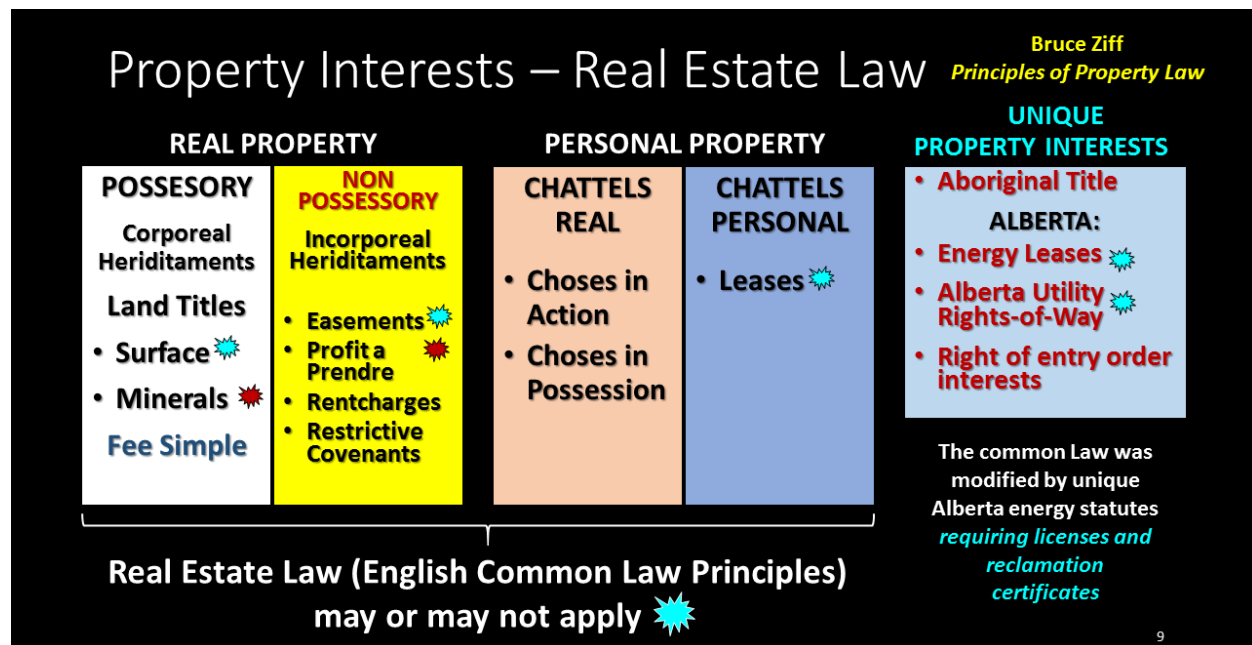 Property Interests – Real Estate Law
Bruce Ziff
Principles of Property Law
REAL PROPERTY
POSSESORY
Corporeal
Heriditaments
Land Titles
• Surface
• Minerals
Fee Simple
NON
POSSESSORY
Incorporeal
Heriditaments
• Easements
• Profit a
Prendre
• Rentcharges
• Restrictive
Covenants
PERSONAL PROPERTY
CHATTELS
REAL
• Choses in
Action
• Choses in
Possession
CHATTELS
PERSONAL
• Leases
UNIQUE
PROPERTY INTERESTS
• Aboriginal Title
ALBERTA:
• Energy Leases
• Alberta Utility
Rights-of-Way
• Right of entry order
interests
The common Law was
modified by unique
Alberta energy statutes
requiring licenses and
reclamation
certificates
Real Estate Law (English Common Law Principles)
may or may not apply
9